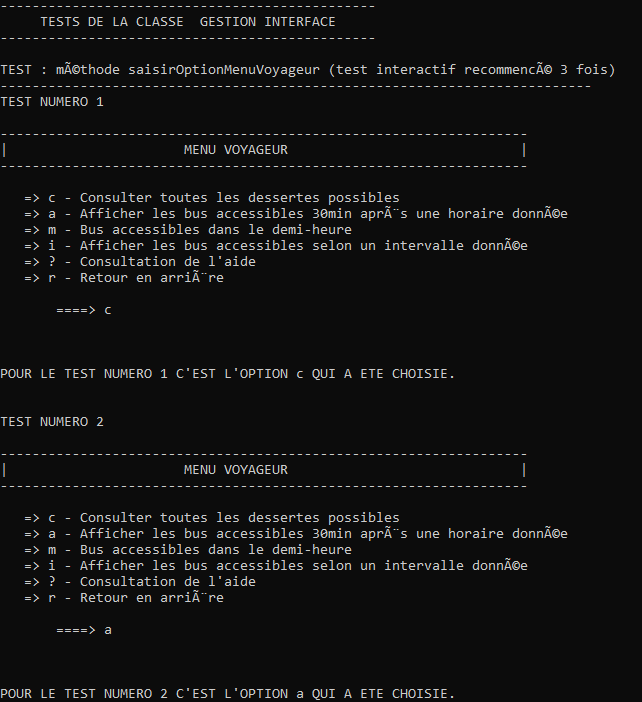 -----------------------------------------------
TESTS DE LA CLASSE  GESTION INTERFACE
-----------------------------------------------
TEST : mÃ©thode saisirOptionMenuVoyageur (test interactif recommencÃ© 3 fois)
--------------------------------------------------------------------------
TEST NUMERO 1
------------------------------------------------------------------
|                      MENU VOYAGEUR                             |
------------------------------------------------------------------
=> c - Consulter toutes les dessertes possibles
=> a - Afficher les bus accessibles 30min aprÃ¨s une horaire donnÃ©e
=> m - Bus accessibles dans le demi-heure
=> i - Afficher les bus accessibles selon un intervalle donnÃ©e
=> ? - Consultation de l'aide
=> r - Retour en arriÃ¨re
====> c
POUR LE TEST NUMERO 1 C'EST L'OPTION c QUI A ETE CHOISIE.
TEST NUMERO 2
------------------------------------------------------------------
|                      MENU VOYAGEUR                             |
------------------------------------------------------------------
=> c - Consulter toutes les dessertes possibles
=> a - Afficher les bus accessibles 30min aprÃ¨s une horaire donnÃ©e
=> m - Bus accessibles dans le demi-heure
=> i - Afficher les bus accessibles selon un intervalle donnÃ©e
=> ? - Consultation de l'aide
=> r - Retour en arriÃ¨re
====> a
POUR LE TEST NUMERO 2 C'EST L'OPTION a QUI A ETE CHOISIE.